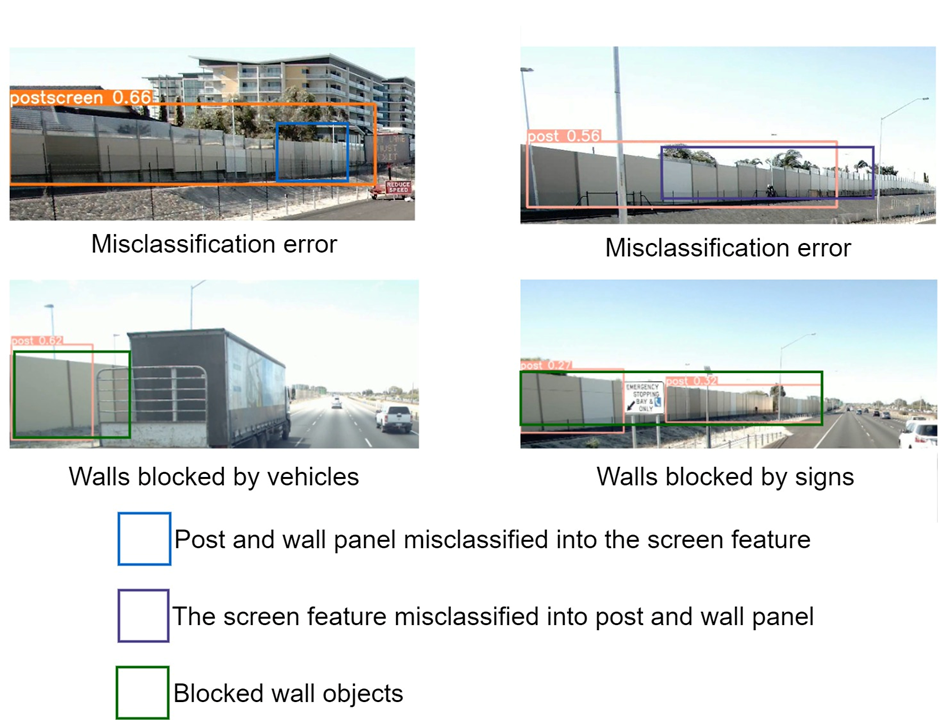 postscreen 0.66
REDUCE
SPEED
Misclassification error
post 0.56
Misclassification error
post 0.62
Walls blocked by vehicles
post 0.27
EMERGENCY
STOPPING
BAY &
ONLY
post 0.32
Walls blocked by signs
Post and wall panel misclassified into the screen feature
The screen feature misclassified into post and wall panel
Blocked wall objects